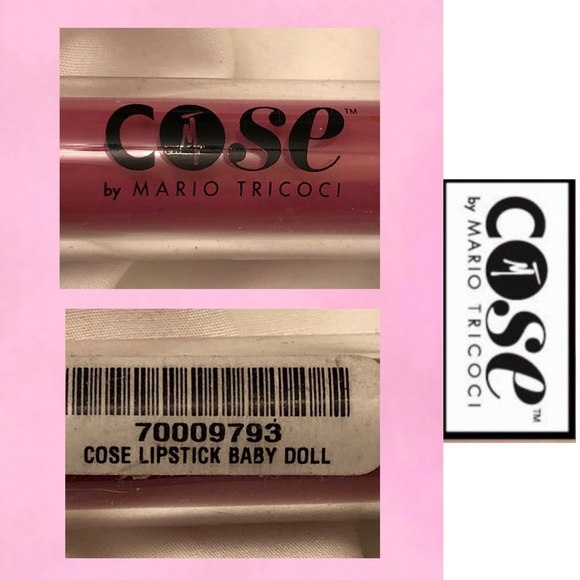 cose™
by MARIO TRICOCI
70009793
COSE LIPSTICK BABY DOLL
cose™
by MARIO TRICOCI